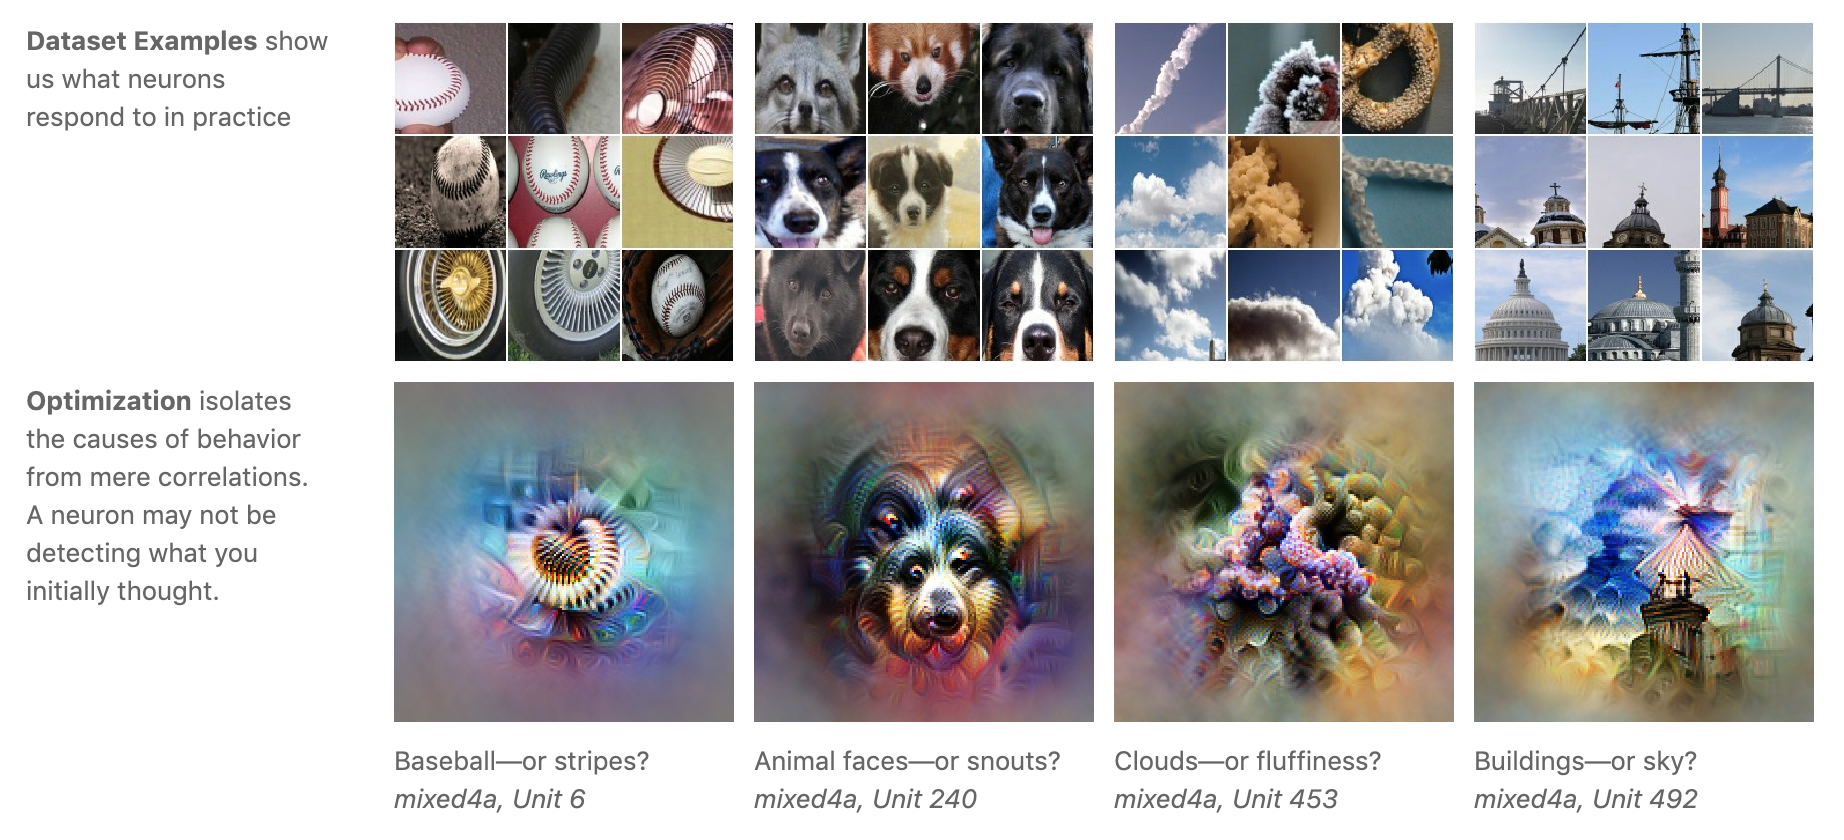 Dataset Examples show
us what neurons
respond to in practice
Rawlings
Optimization isolates
the causes of behavior
from mere correlations.
A neuron may not be
detecting what you
initially thought.
Baseball—or stripes?
mixed4a, Unit 6
Animal faces—or snouts?
mixed4a, Unit 240
Clouds—or fluffiness?
mixed4a, Unit 453
Buildings—or sky?
mixed4a, Unit 492